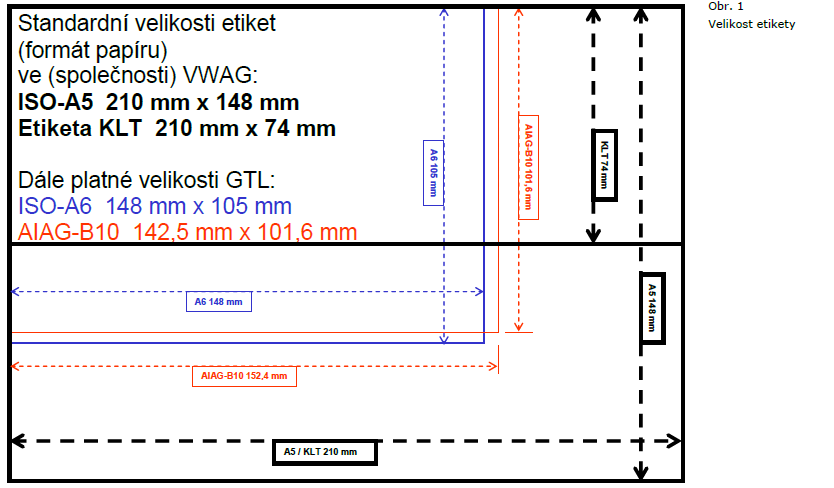 Obr. 1
Velikost etikety
Standardní velikosti etiket
(formát papíru)
ve (společnosti) VWAG:
ISO-A5 210 mm x 148 mm
Etiketa KLT 210 mm x 74 mm
Dále platné velikosti GTL:
ISO-A6 148 mm x 105 mm
AIAG-B10 142,5 mm x 101,6 mm
A6 105 mm
AIAG-B10 101,6 mm
KLT 74 mm
A5 148 mm
A6 148 mm
AIAG-B10 152,4 mm
A5 / KLT 210 mm